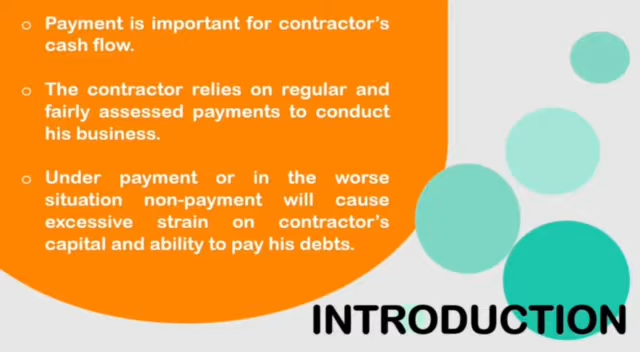 o Payment is important for contractor's
cash flow.
o The contractor relies on regular and
fairly assessed payments to conduct
his business.
o Under payment or in the worse
situation non-payment will cause
excessive strain on contractor's
capital and ability to pay his debts.
INTRODUCTION